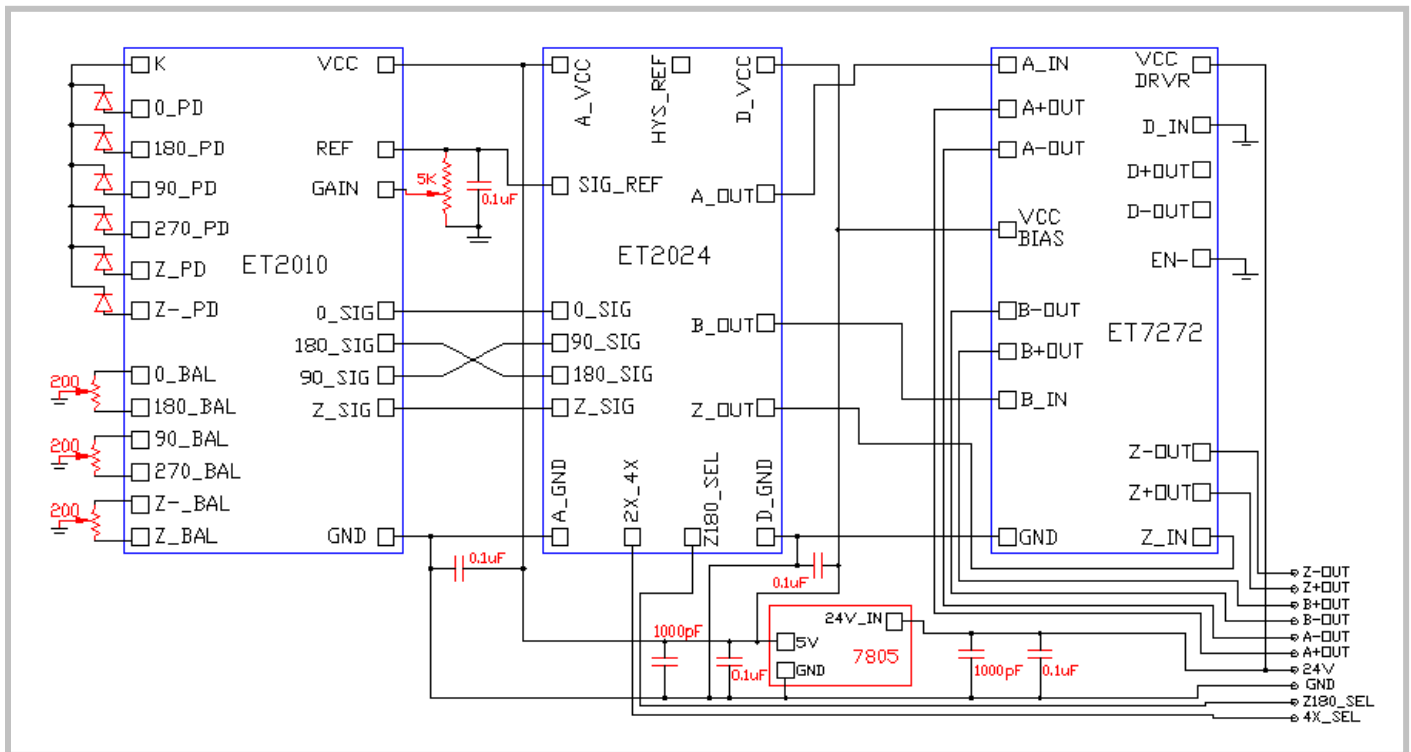 K
0_PD
180_PD
90_PD
270_PD
Z_PD
Z-_PD
0_BAL
180_BAL
90_BAL
270_BAL
Z-_BAL
Z_BAL
200
200
200
ET2010
VCC
REF
GAIN
0_SIG
180_SIG
90_SIG
Z_SIG
GND
5K
0.1uF
0.1uF
A_VCC
HYS_REF
D_VCC
SIG_REF
A_OUT
ET2024
0_SIG
90_SIG
180_SIG
Z_SIG
B_OUT
Z_OUT
A_GND
2X_4X
Z180_SEL
D_GND
0.1uF
1000pF
0.1uF
24V_IN
5V
GND
7805
1000pF
0.1uF
A_IN
A+OUT
A-OUT
VCC
BIAS
B-OUT
B+OUT
B_IN
GND
ET7272
VCC
DRVR
D_IN
D+OUT
D-OUT
EN-
Z-OUT
Z+OUT
Z_IN
Z-OUT
Z+OUT
B+OUT
B-OUT
A-OUT
A+OUT
24V
GND
Z180_SEL
4X_SEL